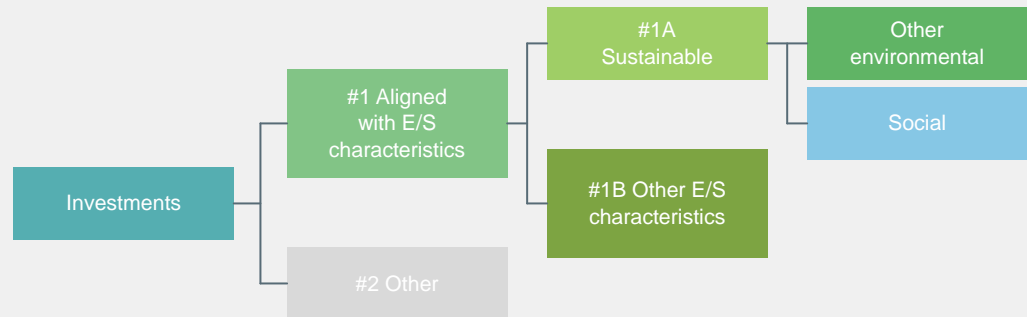 #1A
Sustainable
Other
environmental
#1 Aligned
with E/S
characteristics
Social
Investments
#1B Other E/S
characteristics
#2 Other